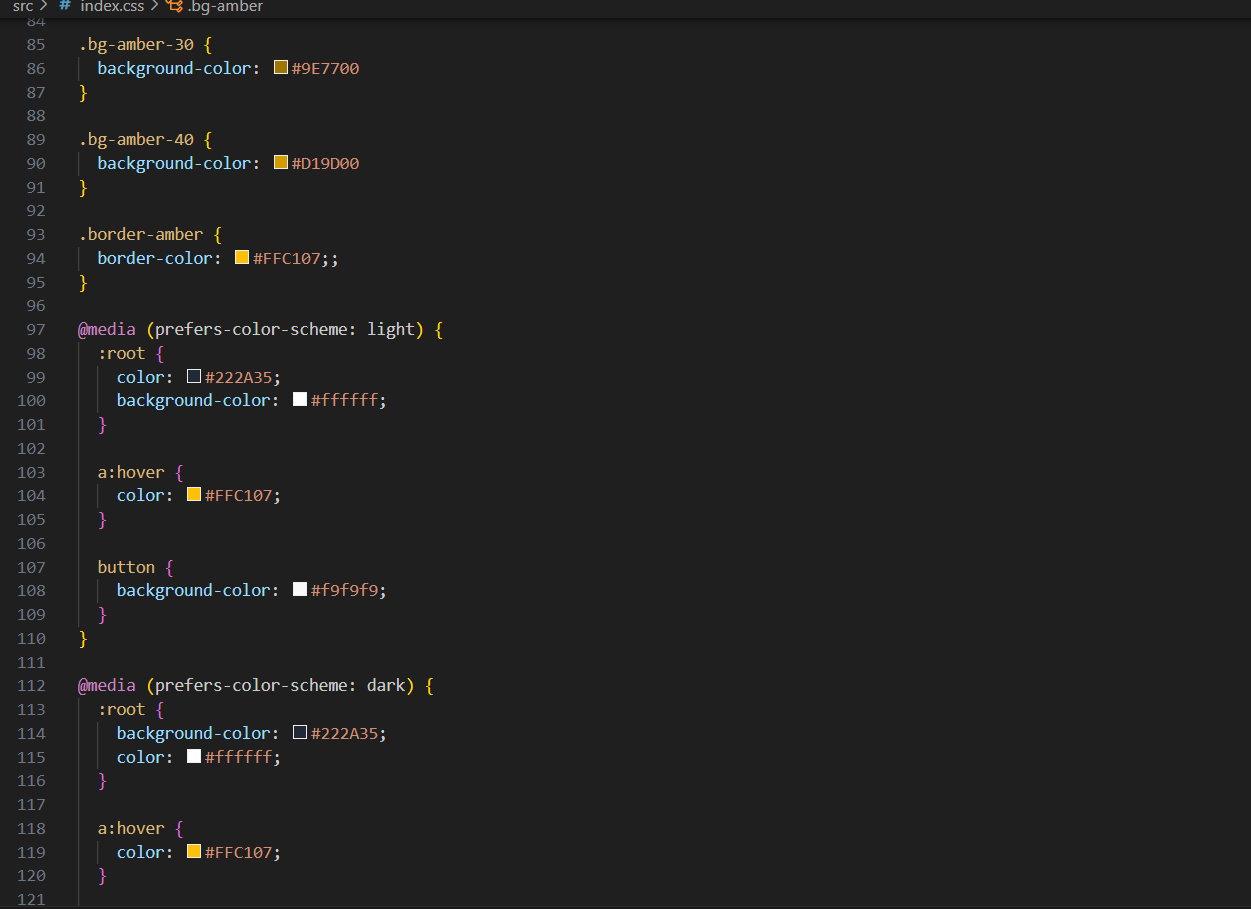 src > # index.css > .bg-amber
84
85 .bg-amber-30 {
86   background-color: #9E7700
87 }
88
89 .bg-amber-40 {
90   background-color: #D19D00
91 }
92
93 .border-amber {
94   border-color: #FFC107;;
95 }
96
97 @media (prefers-color-scheme: light) {
98   :root {
99     color: #222A35;
100     background-color: #ffffff;
101   }
102
103   a:hover {
104     color: #FFC107;
105   }
106
107   button {
108     background-color: #f9f9f9;
109   }
110 }
111
112 @media (prefers-color-scheme: dark) {
113   :root {
114     background-color: #222A35;
115     color: #ffffff;
116   }
117
118   a:hover {
119     color: #FFC107;
120   }
121